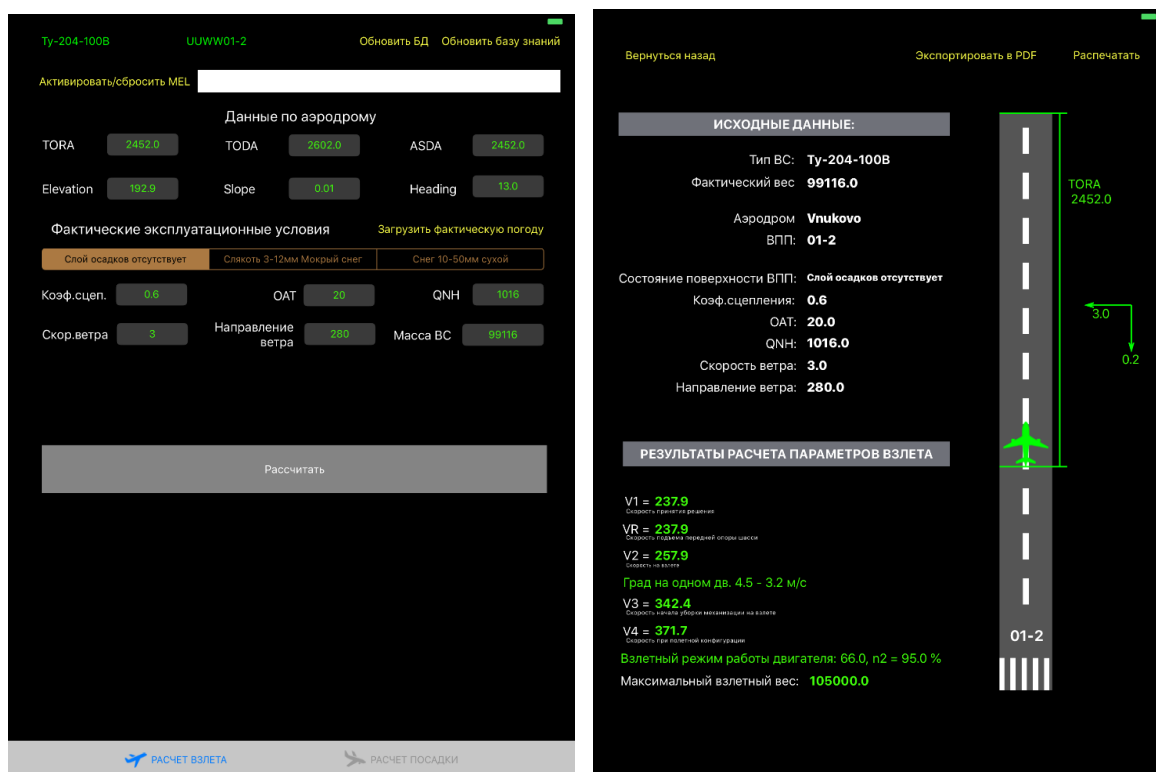 Ту-204-100В UUWW01-2 Обновить БД Обновить базу знаний
Активировать/сбросить MEL
Данные по аэродрому
TORA 2452.0 TODA 2602.0 ASDA 2452.0
Elevation 192.9 Slope 0.01 Heading 13.0
Фактические эксплуатационные условия Загрузить фактическую погоду
Слой осадков отсутствует Слякоть 3-12мм Мокрый снег Снег 10-50мм сухой
Коэф.сцеп. 0.6 OAT 20 QNH 1016
Скор.ветра 3 Направление ветра 280 Масса ВС 99116
Рассчитать
РАСЧЕТ ВЗЛЕТА РАСЧЕТ ПОСАДКИ
Вернуться назад Экспортировать в PDF Распечатать
ИСХОДНЫЕ ДАННЫЕ:
Тип ВС: Ту-204-100В
Фактический вес 99116.0
Аэродром Vnukovo
ВПП: 01-2
Состояние поверхности ВПП: Слой осадков отсутствует
Коэф.сцепления: 0.6
OAT: 20.0
QNH: 1016.0
Скорость ветра: 3.0
Направление ветра: 280.0
РЕЗУЛЬТАТЫ РАСЧЕТА ПАРАМЕТРОВ ВЗЛЕТА
V1 = 237.9
Скорость принятия решения
VR = 237.9
Скорость подъема передней опоры шасси
V2 = 257.9
Скорость на взлете
Град на одном дв. 4.5 - 3.2 м/с
V3 = 342.4
Скорость начала уборки механизации на взлете
V4 = 371.7
Скорость при полетной конфигурации
Взлетный режим работы двигателя: 66.0, n2 = 95.0 %
Максимальный взлетный вес: 105000.0
TORA
2452.0
3.0
0.2
01-2